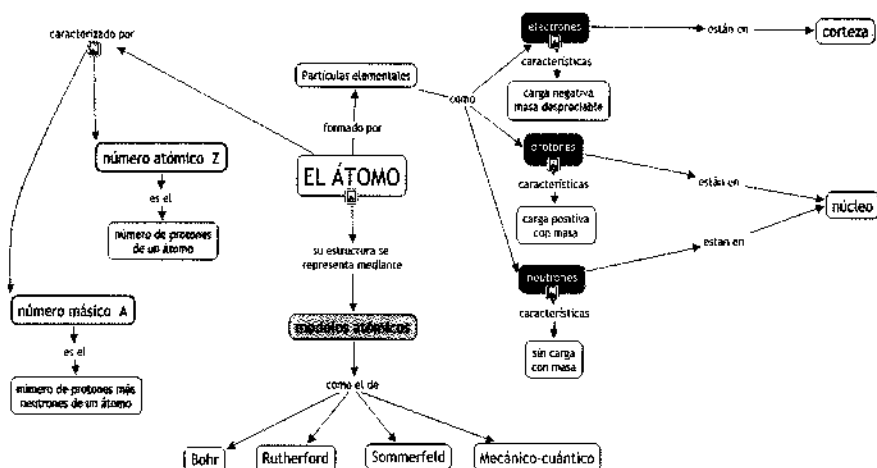 electrones
están en
corteza
caracterizado por
características
Partículas elementales
carga negativa
masa despreciable
como
formado por
protones
número atómico Z
EL ÁTOMO
características
están en
es el
núcleo
carga positiva
con masa
número de protones
de un átomo
su estructura se
representa mediante
estan en
neutrones
número másico A
características
modelos atómicos
es el
sin carga
con masa
número de protones más
neutrones de un átomo
como el de
Bohr
Rutherford
Sommerfeld
Mecánico-cuántico